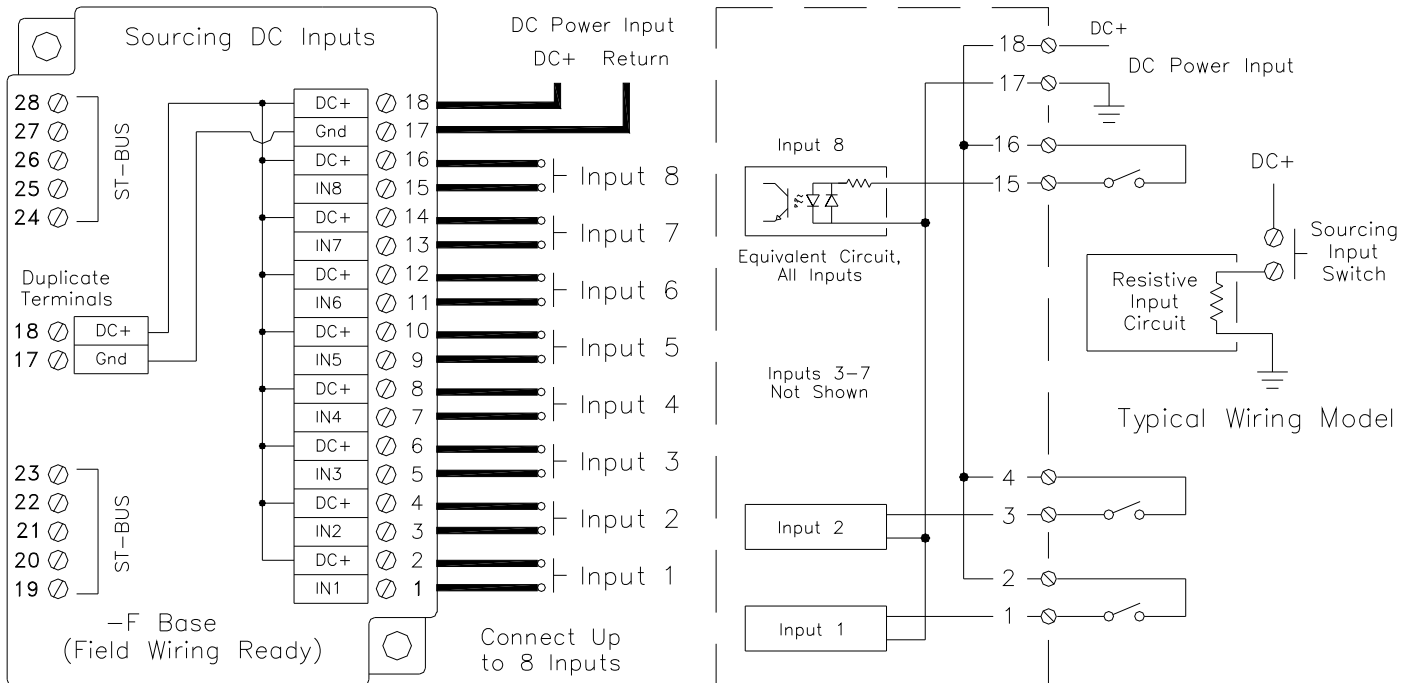 Sourcing DC Inputs
DC Power Input
DC+ Return
28
27
26
25
24
ST-BUS
Duplicate
Terminals
18 DC+
17 Gnd
23
22
21
20
19
ST-BUS
DC+ 18
Gnd 17
DC+ 16
IN8 15
DC+ 14
IN7 13
DC+ 12
IN6 11
DC+ 10
IN5 9
DC+ 8
IN4 7
DC+ 6
IN3 5
DC+ 4
IN2 3
DC+ 2
IN1 1
Input 8
Input 7
Input 6
Input 5
Input 4
Input 3
Input 2
Input 1
-F Base
(Field Wiring Ready)
Connect Up
to 8 Inputs
18 DC+
DC Power Input
17
16
15
Input 8
Equivalent Circuit,
All Inputs
Inputs 3-7
Not Shown
4
3
Input 2
2
1
Input 1
DC+
Sourcing
Input
Switch
Resistive
Input
Circuit
Typical Wiring Model